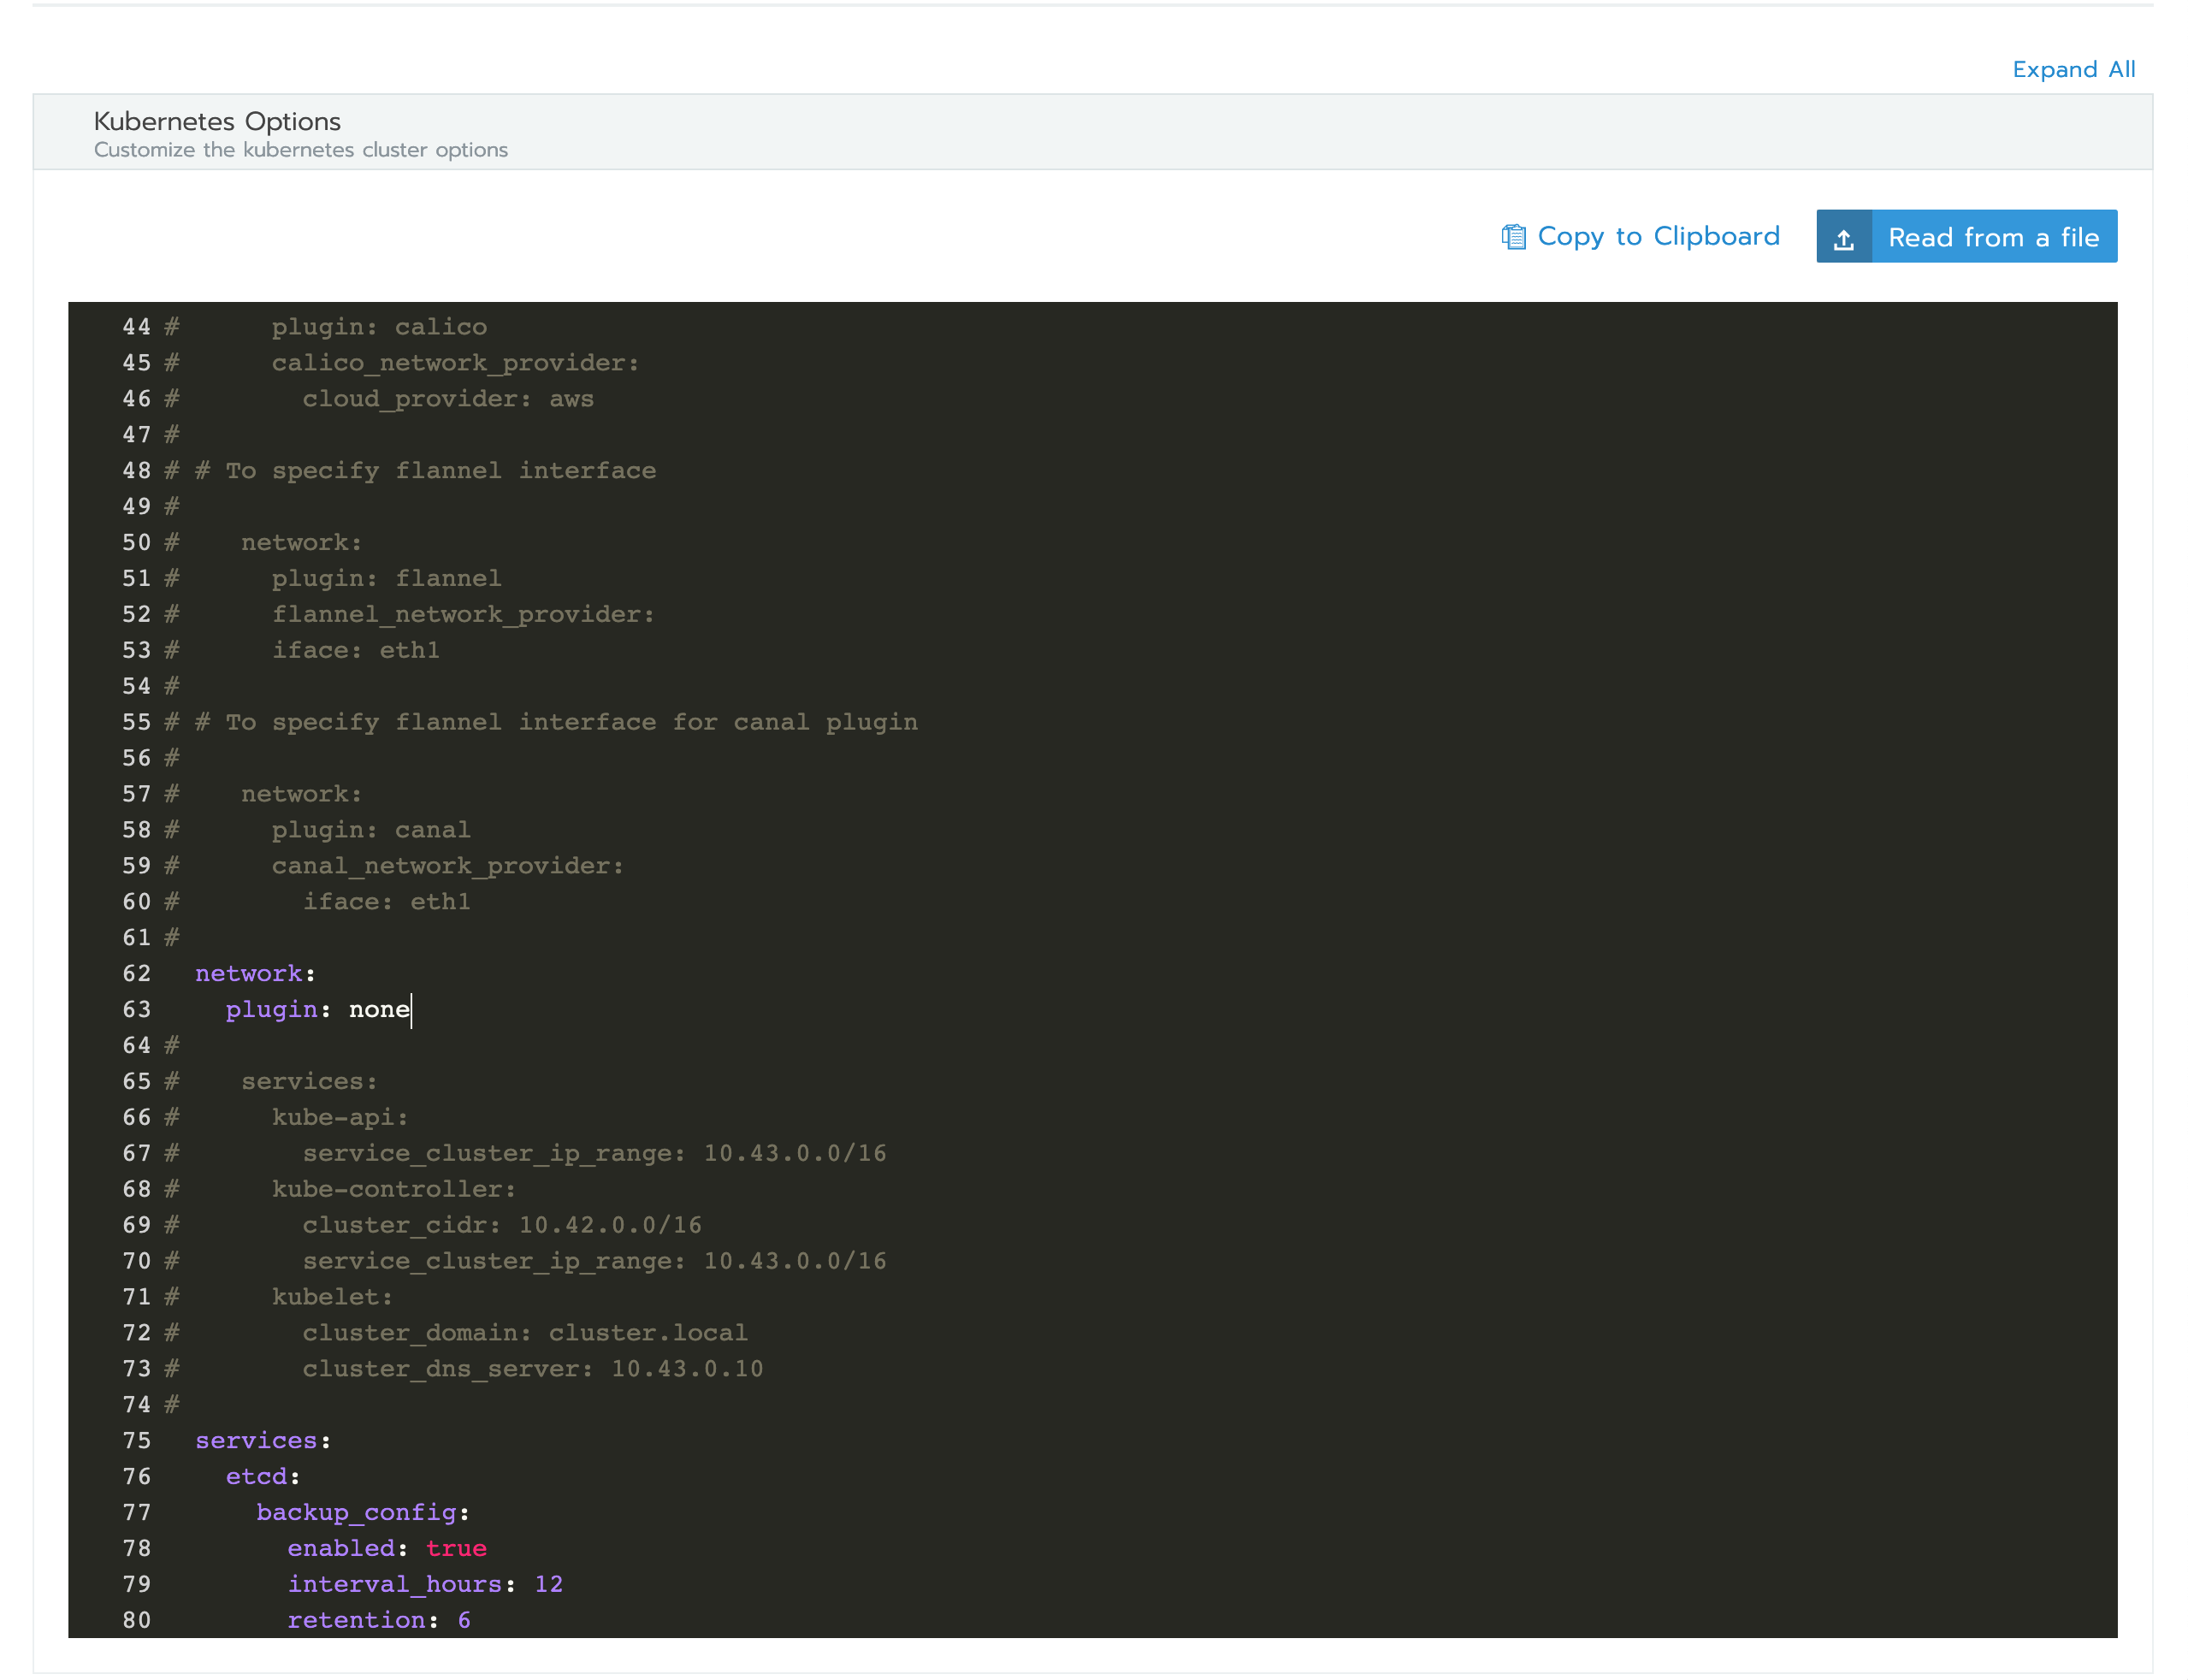 Expand All
Kubernetes Options
Customize the kubernetes cluster options
Copy to Clipboard
Read from a file
44 #      plugin: calico
45 #      calico_network_provider:
46 #        cloud_provider: aws
47 #
48 # # To specify flannel interface
49 #
50 #    network:
51 #      plugin: flannel
52 #      flannel_network_provider:
53 #      iface: eth1
54 #
55 # # To specify flannel interface for canal plugin
56 #
57 #    network:
58 #      plugin: canal
59 #      canal_network_provider:
60 #        iface: eth1
61 #
62   network:
63     plugin: none
64 #
65 #    services:
66 #      kube-api:
67 #        service_cluster_ip_range: 10.43.0.0/16
68 #      kube-controller:
69 #        cluster_cidr: 10.42.0.0/16
70 #        service_cluster_ip_range: 10.43.0.0/16
71 #      kubelet:
72 #        cluster_domain: cluster.local
73 #        cluster_dns_server: 10.43.0.10
74 #
75   services:
76     etcd:
77       backup_config:
78         enabled: true
79         interval_hours: 12
80         retention: 6